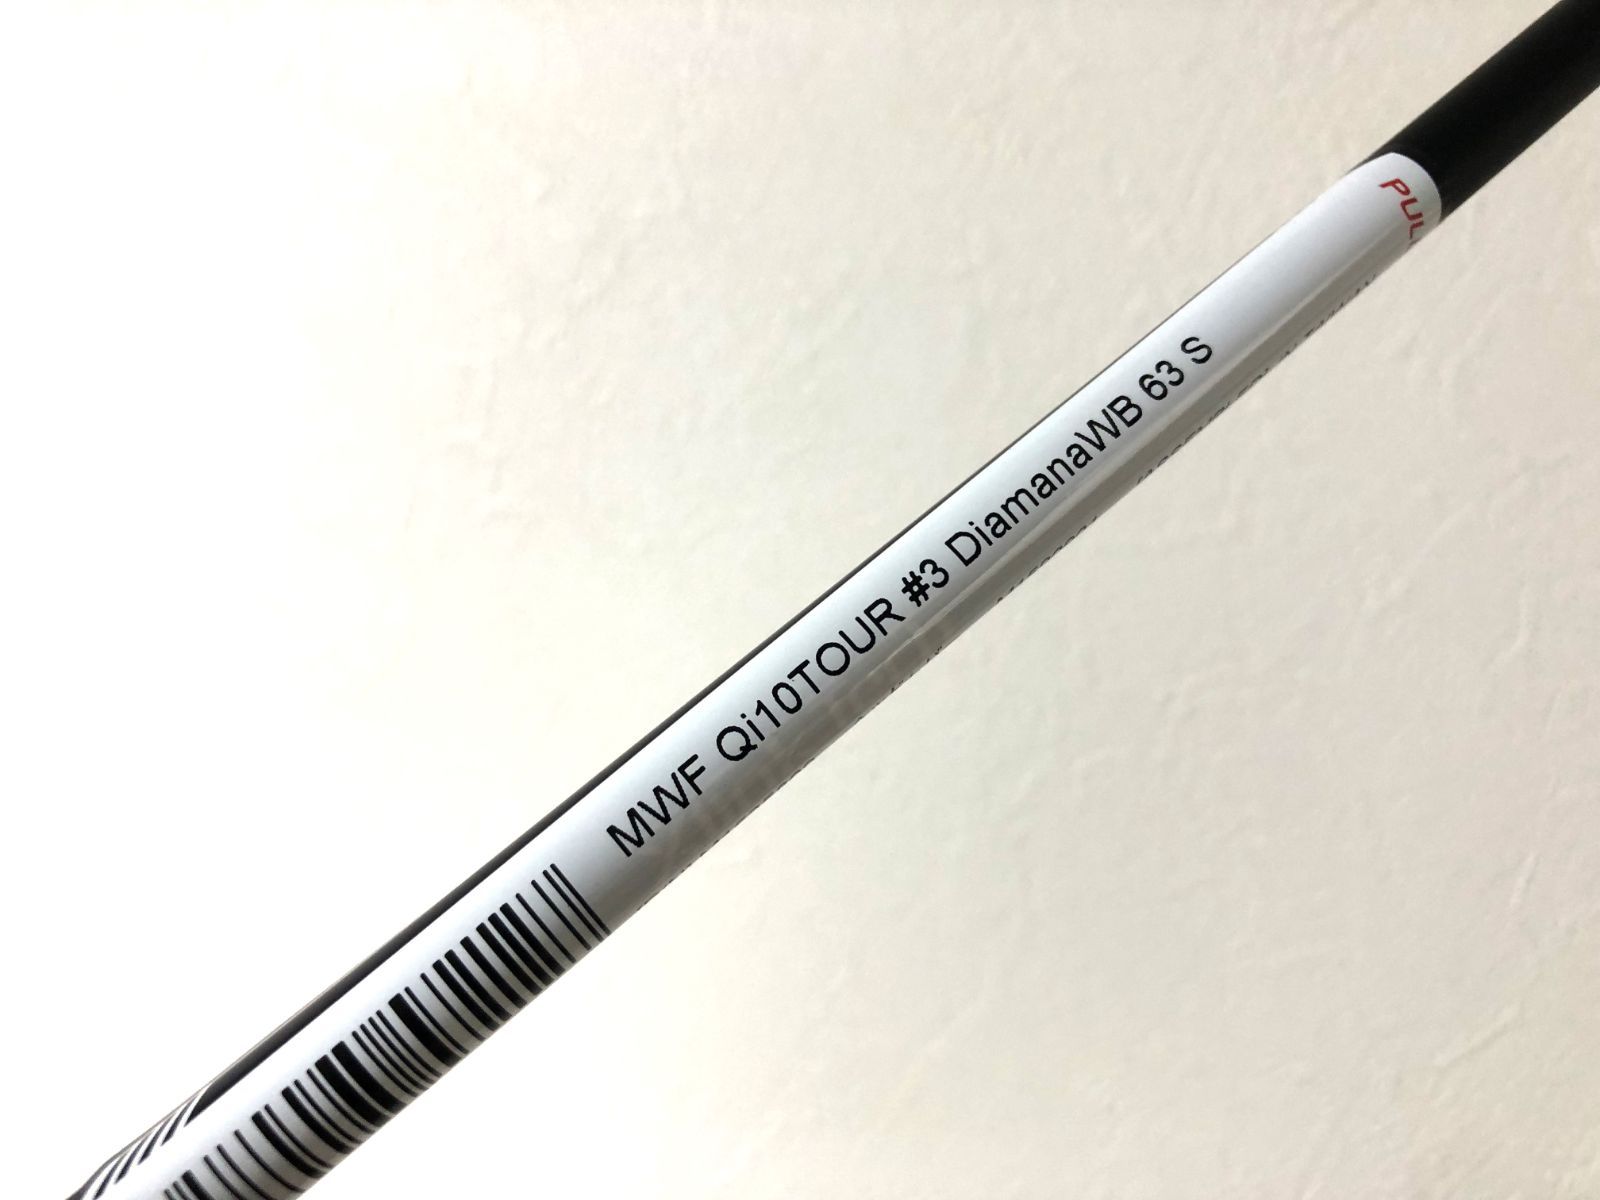 MWF Qi10TOUR #3 DiamanaWB 63 S